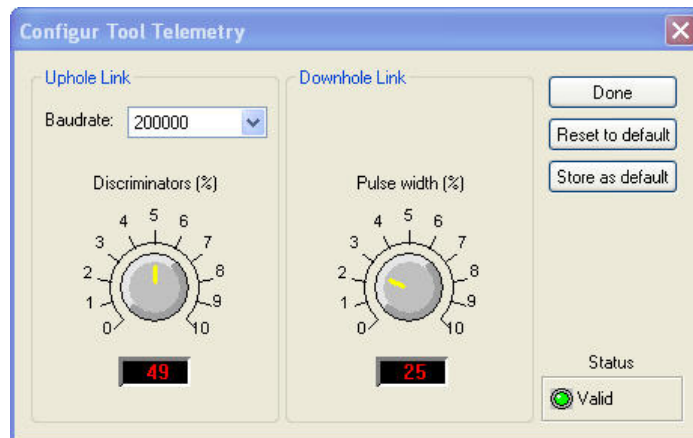 Configur Tool Telemetry
Uphole Link
Baudrate: 200000
Discriminators (%)
0 1 2 3 4 5 6 7 8 9 10
49
Downhole Link
Pulse width (%)
0 1 2 3 4 5 6 7 8 9 10
25
Done
Reset to default
Store as default
Status
Valid